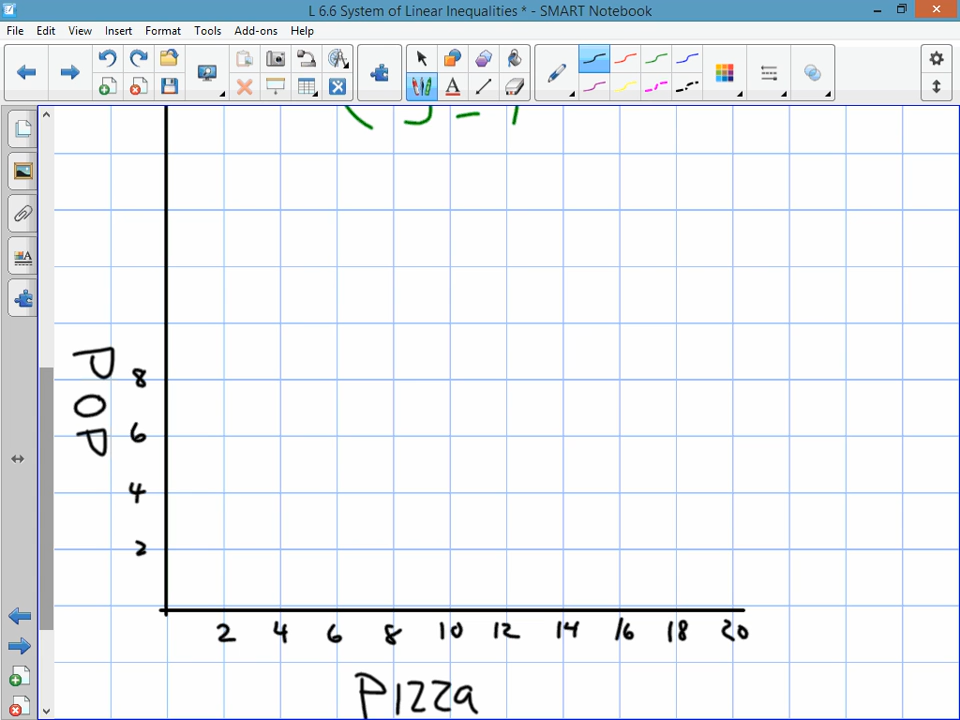 L 6.6 System of Linear Inequalities * - SMART Notebook
File Edit View Insert Format Tools Add-ons Help
POP
8
6
4
2
2 4 6 8 10 12 14 16 18 20
Pizza